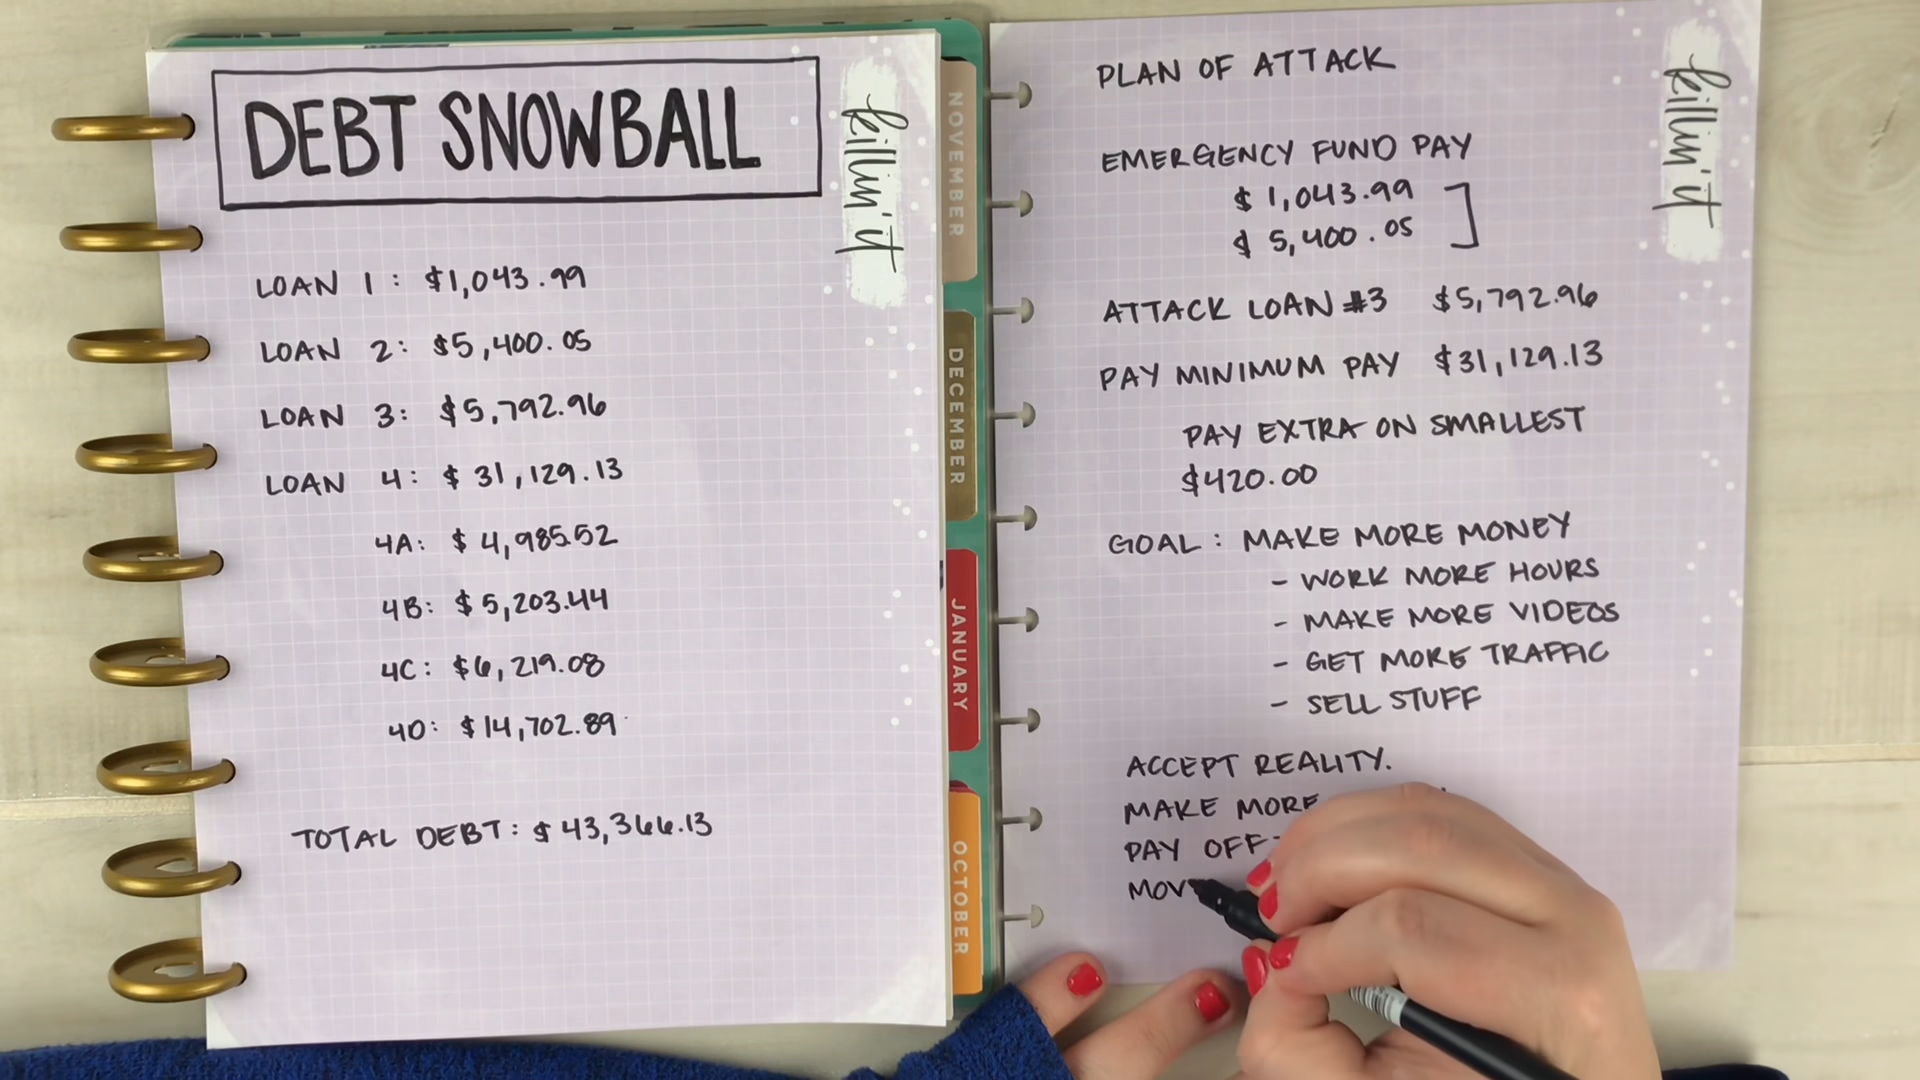 DEBT SNOWBALL
killin' it
LOAN 1: $1,043.99
LOAN 2: $5,400.05
LOAN 3: $5,792.96
LOAN 4: $31,129.13
4A: $4,985.52
4B: $5,203.44
4C: $6,219.08
4D: $14,702.89
TOTAL DEBT: $43,366.13
NOVEMBER
DECEMBER
JANUARY
OCTOBER
PLAN OF ATTACK
killin' it
EMERGENCY FUND PAY
$1,043.99
$5,400.05
ATTACK LOAN #3 $5,792.96
PAY MINIMUM PAY $31,129.13
PAY EXTRA ON SMALLEST
$420.00
GOAL: MAKE MORE MONEY
- WORK MORE HOURS
- MAKE MORE VIDEOS
- GET MORE TRAFFIC
- SELL STUFF
ACCEPT REALITY.
MAKE MORE
PAY OFF
MOV